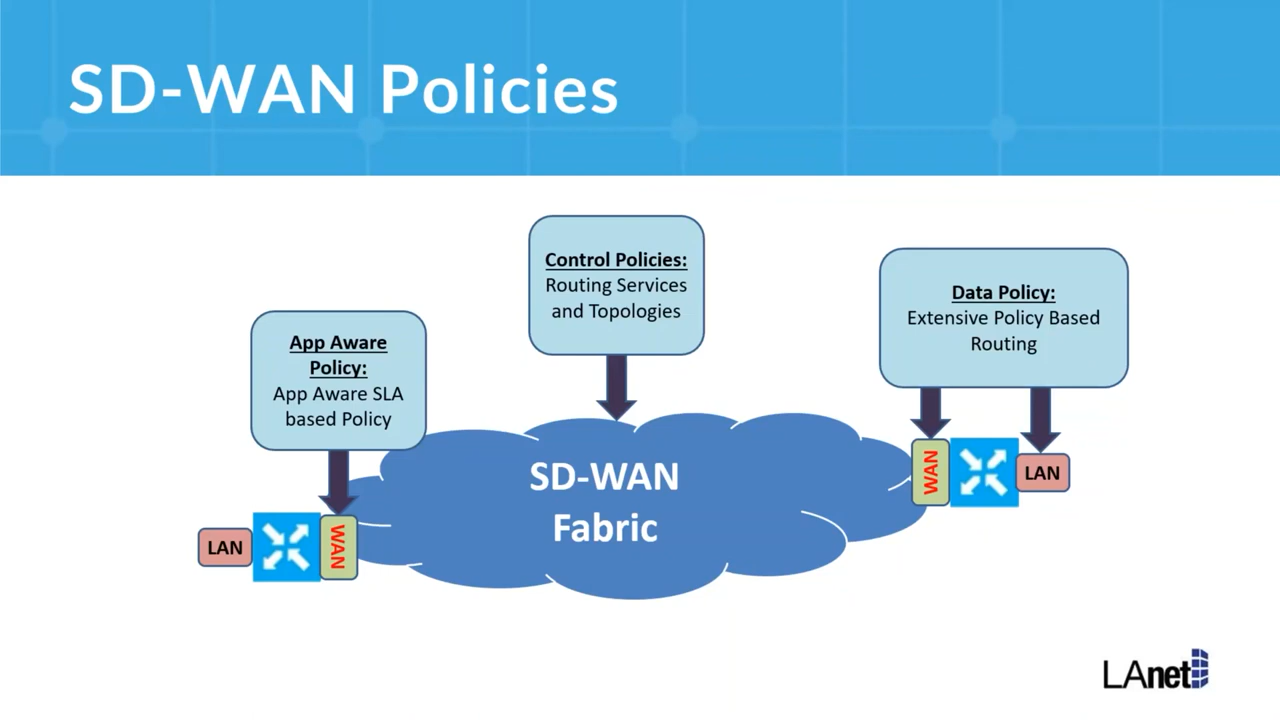 SD-WAN Policies
Control Policies:
Routing Services
and Topologies
Data Policy:
Extensive Policy Based
Routing
App Aware
Policy:
App Aware SLA
based Policy
SD-WAN
Fabric
WAN
LAN
LAN
WAN
LAnet